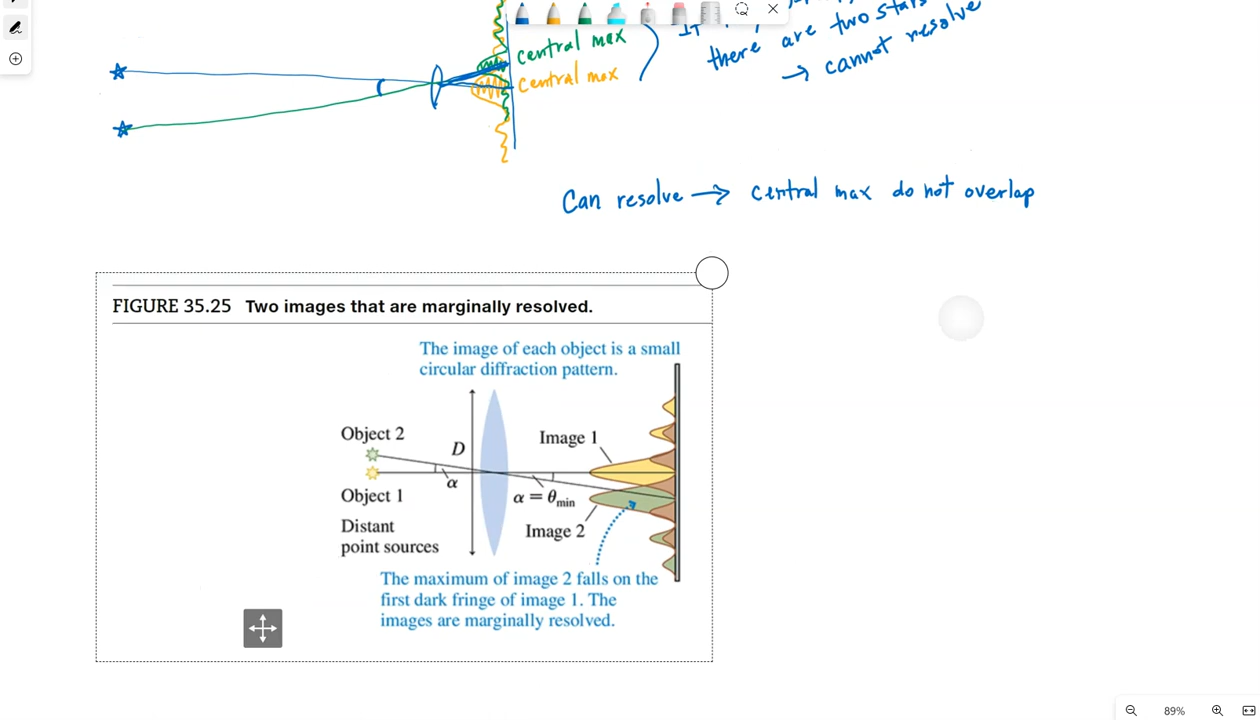 central max
central max
there are two stars
→ cannot resolve
Can resolve → central max do not overlap
FIGURE 35.25 Two images that are marginally resolved.
The image of each object is a small
circular diffraction pattern.
Object 2
D
Image 1
α
Object 1
α = θmin
Image 2
Distant
point sources
The maximum of image 2 falls on the
first dark fringe of image 1. The
images are marginally resolved.
89%